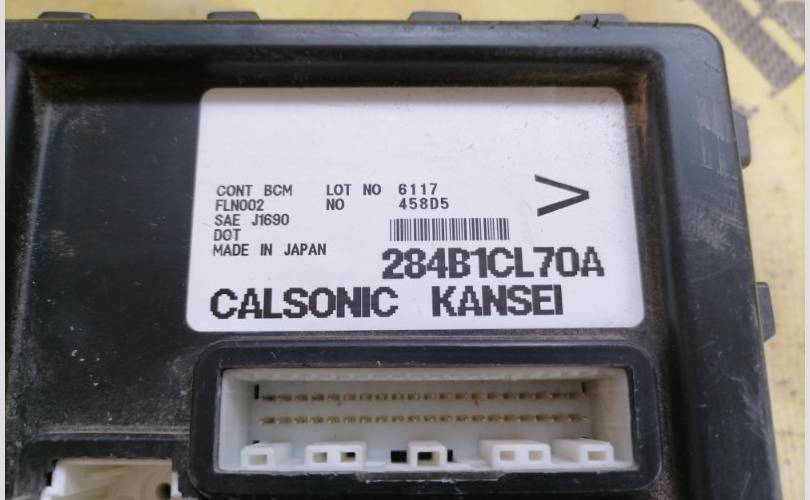 CONT BCM LOT NO 6117
FLN002 NO 458D5
SAE J1690
DOT
MADE IN JAPAN
>
284B1CL70A
CALSONIC KANSEI